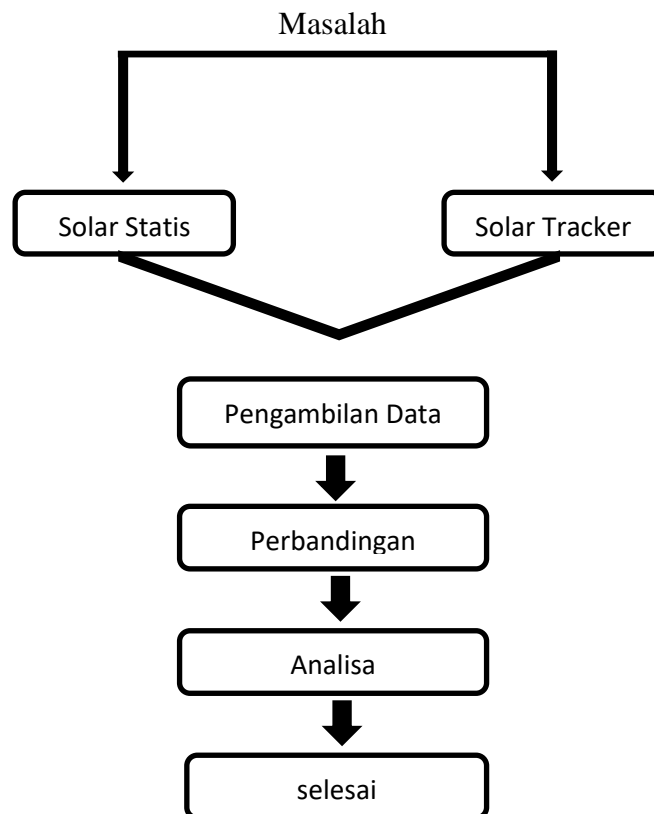 Masalah
Solar Statis
Solar Tracker
Pengambilan Data
Perbandingan
Analisa
selesai